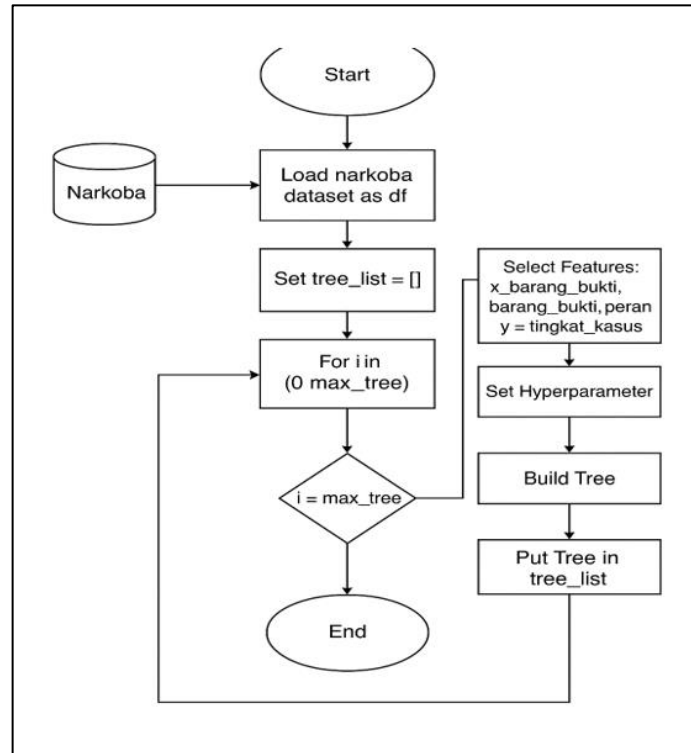 Start
Narkoba
Load narkoba
dataset as df
Set tree_list = []
For i in
(0 max_tree)
i = max_tree
End
Select Features:
x_barang_bukti,
barang_bukti, peran
y = tingkat_kasus
Set Hyperparameter
Build Tree
Put Tree in
tree_list